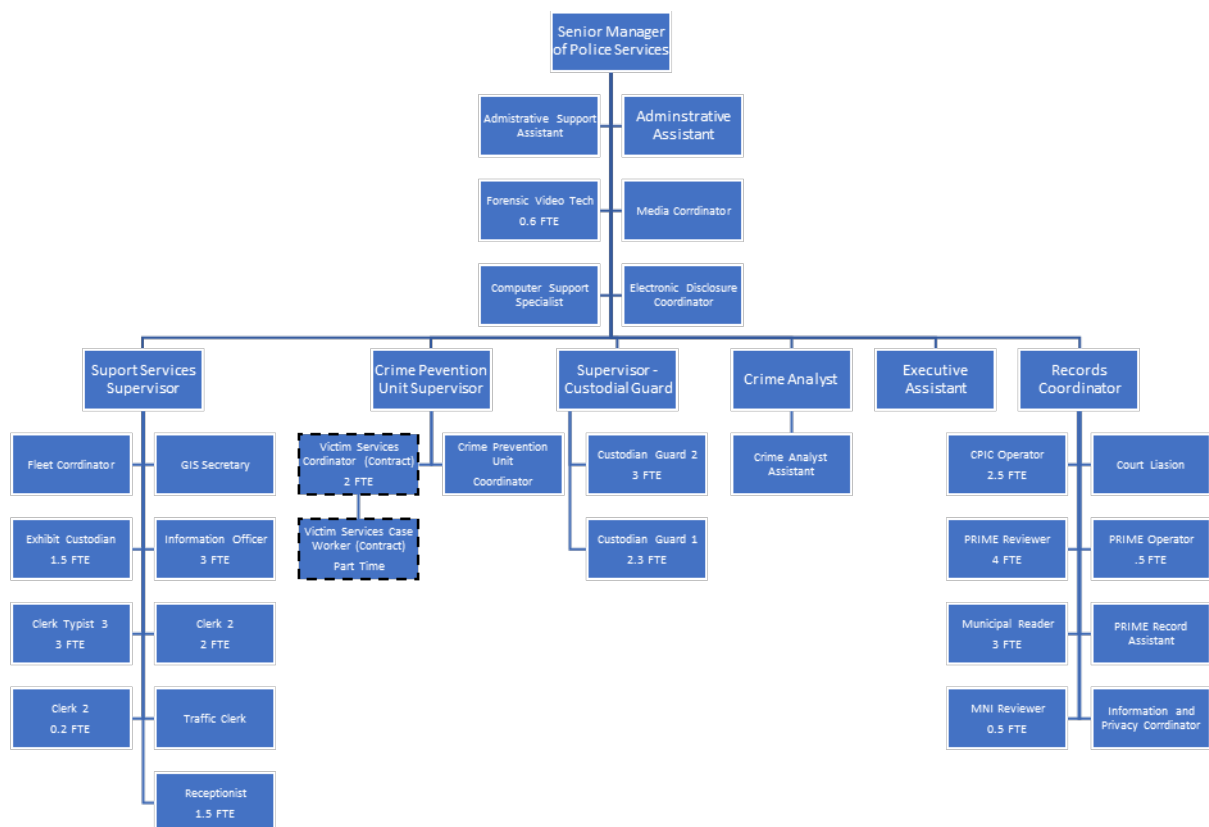 Senior Manager
of Police Services
Admistrative Support
Assistant
Adminstrative
Assistant
Forensic Video Tech
0.6 FTE
Media Corrdinator
Computer Support
Specialist
Electronic Disclosure
Coordinator
Suport Services
Supervisor
Crime Pevention
Unit Supervisor
Supervisor -
Custodial Guard
Crime Analyst
Executive
Assistant
Records
Coordinator
Fleet Corrdinator
GIS Secretary
Victim Services
Cordinator (Contract)
2 FTE
Crime Prevention
Unit
Coordinator
Custodian Guard 2
3 FTE
Crime Analyst
Assistant
CPIC Operator
2.5 FTE
Court Liasion
Exhibit Custodian
1.5 FTE
Information Officer
3 FTE
Victim Services Case
Worker (Contract)
Part Time
Custodian Guard 1
2.3 FTE
PRIME Reviewer
4 FTE
PRIME Operator
.5 FTE
Clerk Typist 3
3 FTE
Clerk 2
2 FTE
Municipal Reader
3 FTE
PRIME Record
Assistant
Clerk 2
0.2 FTE
Traffic Clerk
MNI Reviewer
0.5 FTE
Information and
Privacy Corrdinator
Receptionist
1.5 FTE